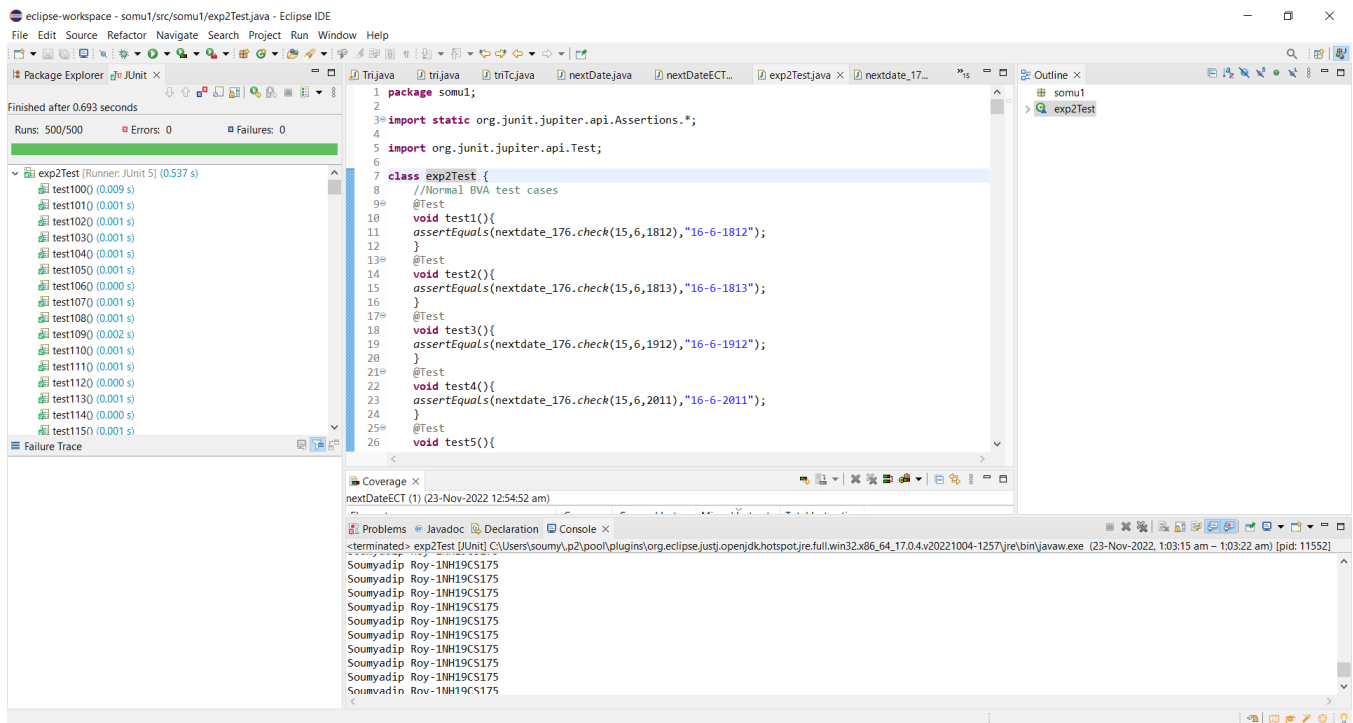 eclipse-workspace - somu1/src/somu1/exp2Test.java - Eclipse IDE
File Edit Source Refactor Navigate Search Project Run Window Help
Package Explorer JUnit
Finished after 0.693 seconds
Runs: 500/500 Errors: 0 Failures: 0
exp2Test [Runner: JUnit 5] (0.537 s)
test100() (0.009 s)
test101() (0.001 s)
test102() (0.001 s)
test103() (0.001 s)
test104() (0.001 s)
test105() (0.001 s)
test106() (0.000 s)
test107() (0.001 s)
test108() (0.001 s)
test109() (0.002 s)
test110() (0.001 s)
test111() (0.001 s)
test112() (0.000 s)
test113() (0.001 s)
test114() (0.000 s)
test115() (0.001 s)
Failure Trace
Tri.java tri.java triTc.java nextDate.java nextDateECT... exp2Test.java nextdate_17... »15
1 package somu1;
2
3 import static org.junit.jupiter.api.Assertions.*;
4
5 import org.junit.jupiter.api.Test;
6
7 class exp2Test {
8 //Normal BVA test cases
9 @Test
10 void test1(){
11 assertEquals(nextdate_176.check(15,6,1812),"16-6-1812");
12 }
13 @Test
14 void test2(){
15 assertEquals(nextdate_176.check(15,6,1813),"16-6-1813");
16 }
17 @Test
18 void test3(){
19 assertEquals(nextdate_176.check(15,6,1912),"16-6-1912");
20 }
21 @Test
22 void test4(){
23 assertEquals(nextdate_176.check(15,6,2011),"16-6-2011");
24 }
25 @Test
26 void test5(){
Outline
somu1
exp2Test
Coverage
nextDateECT (1) (23-Nov-2022 12:54:52 am)
Problems Javadoc Declaration Console
<terminated> exp2Test [JUnit] C:\Users\soumy\.p2\pool\plugins\org.eclipse.justj.openjdk.hotspot.jre.full.win32.x86_64_17.0.4.v20221004-1257\jre\bin\javaw.exe (23-Nov-2022, 1:03:15 am – 1:03:22 am) [pid: 11552]
Soumyadip Roy-1NH19CS175
Soumyadip Roy-1NH19CS175
Soumyadip Roy-1NH19CS175
Soumyadip Roy-1NH19CS175
Soumyadip Roy-1NH19CS175
Soumyadip Roy-1NH19CS175
Soumyadip Roy-1NH19CS175
Soumyadip Roy-1NH19CS175
Soumyadip Roy-1NH19CS175
Soumyadip Roy-1NH19CS175